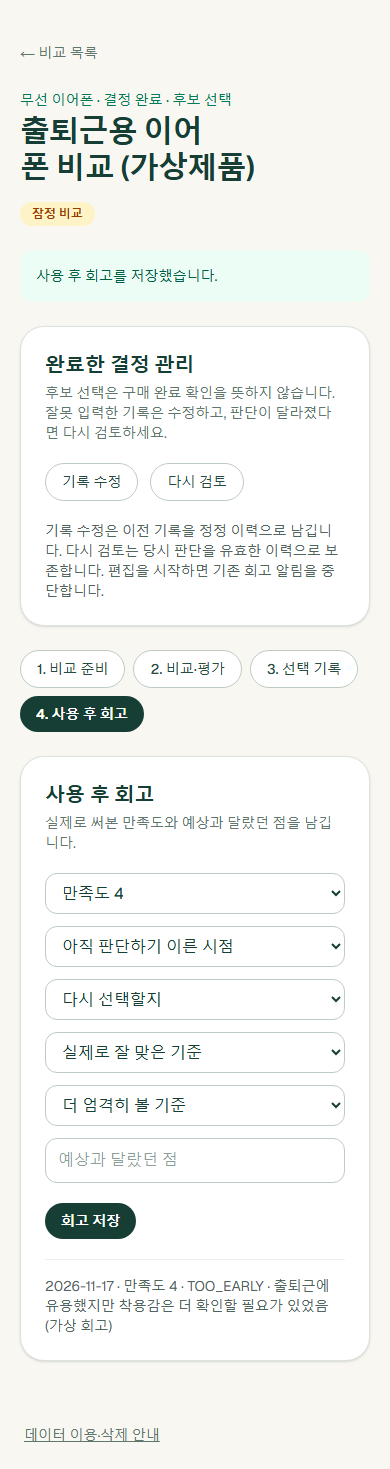 ← 비교 목록
무선 이어폰 · 결정 완료 · 후보 선택
출퇴근용 이어
폰 비교 (가상제품)
잠정 비교
사용 후 회고를 저장했습니다.
완료한 결정 관리
후보 선택은 구매 완료 확인을 뜻하지 않습니다.
잘못 입력한 기록은 수정하고, 판단이 달라졌다
면 다시 검토하세요.
기록 수정
다시 검토
기록 수정은 이전 기록을 정정 이력으로 남깁니
다. 다시 검토는 당시 판단을 유효한 이력으로 보
존합니다. 편집을 시작하면 기존 회고 알림을 중
단합니다.
1. 비교 준비
2. 비교·평가
3. 선택 기록
4. 사용 후 회고
사용 후 회고
실제로 써본 만족도와 예상과 달랐던 점을 남깁
니다.
만족도 4
아직 판단하기 이른 시점
다시 선택할지
실제로 잘 맞은 기준
더 엄격히 볼 기준
예상과 달랐던 점
회고 저장
2026-11-17 · 만족도 4 · TOO_EARLY · 출퇴근에
유용했지만 착용감은 더 확인할 필요가 있었음
(가상 회고)
데이터 이용·삭제 안내